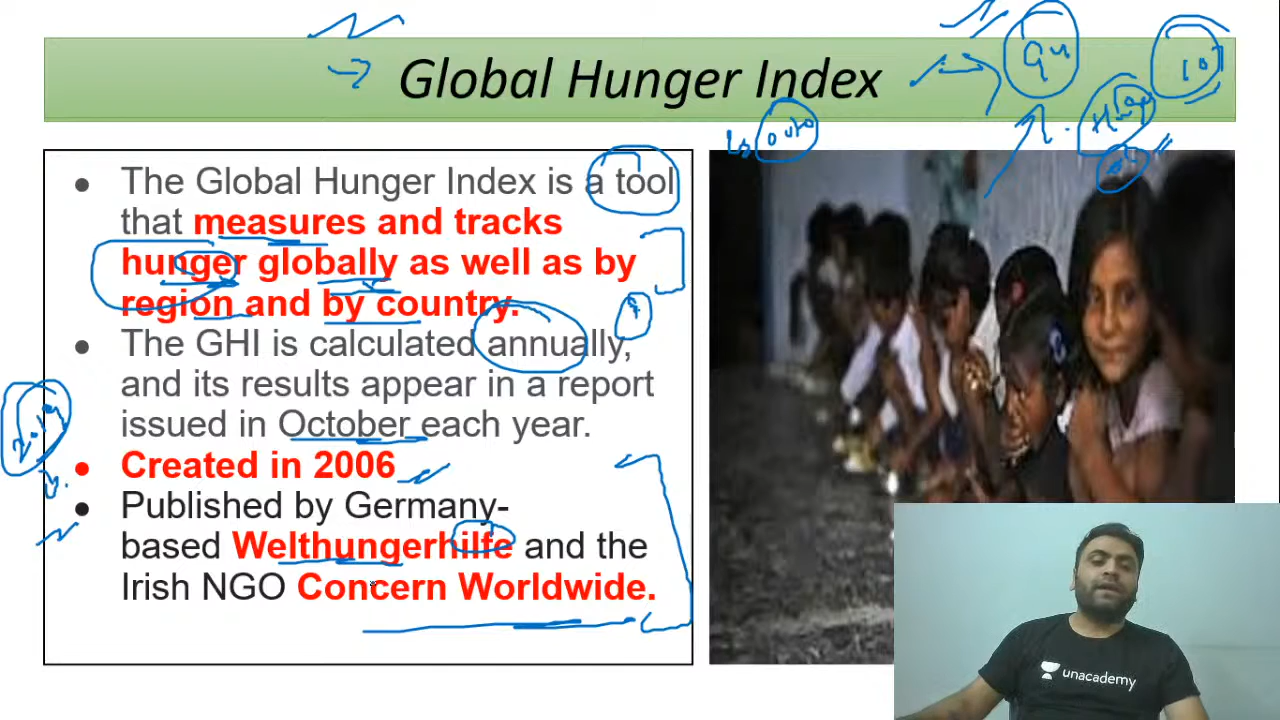 Global Hunger Index
94
10
• The Global Hunger Index is a tool
that measures and tracks
hunger globally as well as by
region and by country.
• The GHI is calculated annually,
and its results appear in a report
issued in October each year.
• Created in 2006
• Published by Germany-
based Welthungerhilfe and the
Irish NGO Concern Worldwide.
unacademy